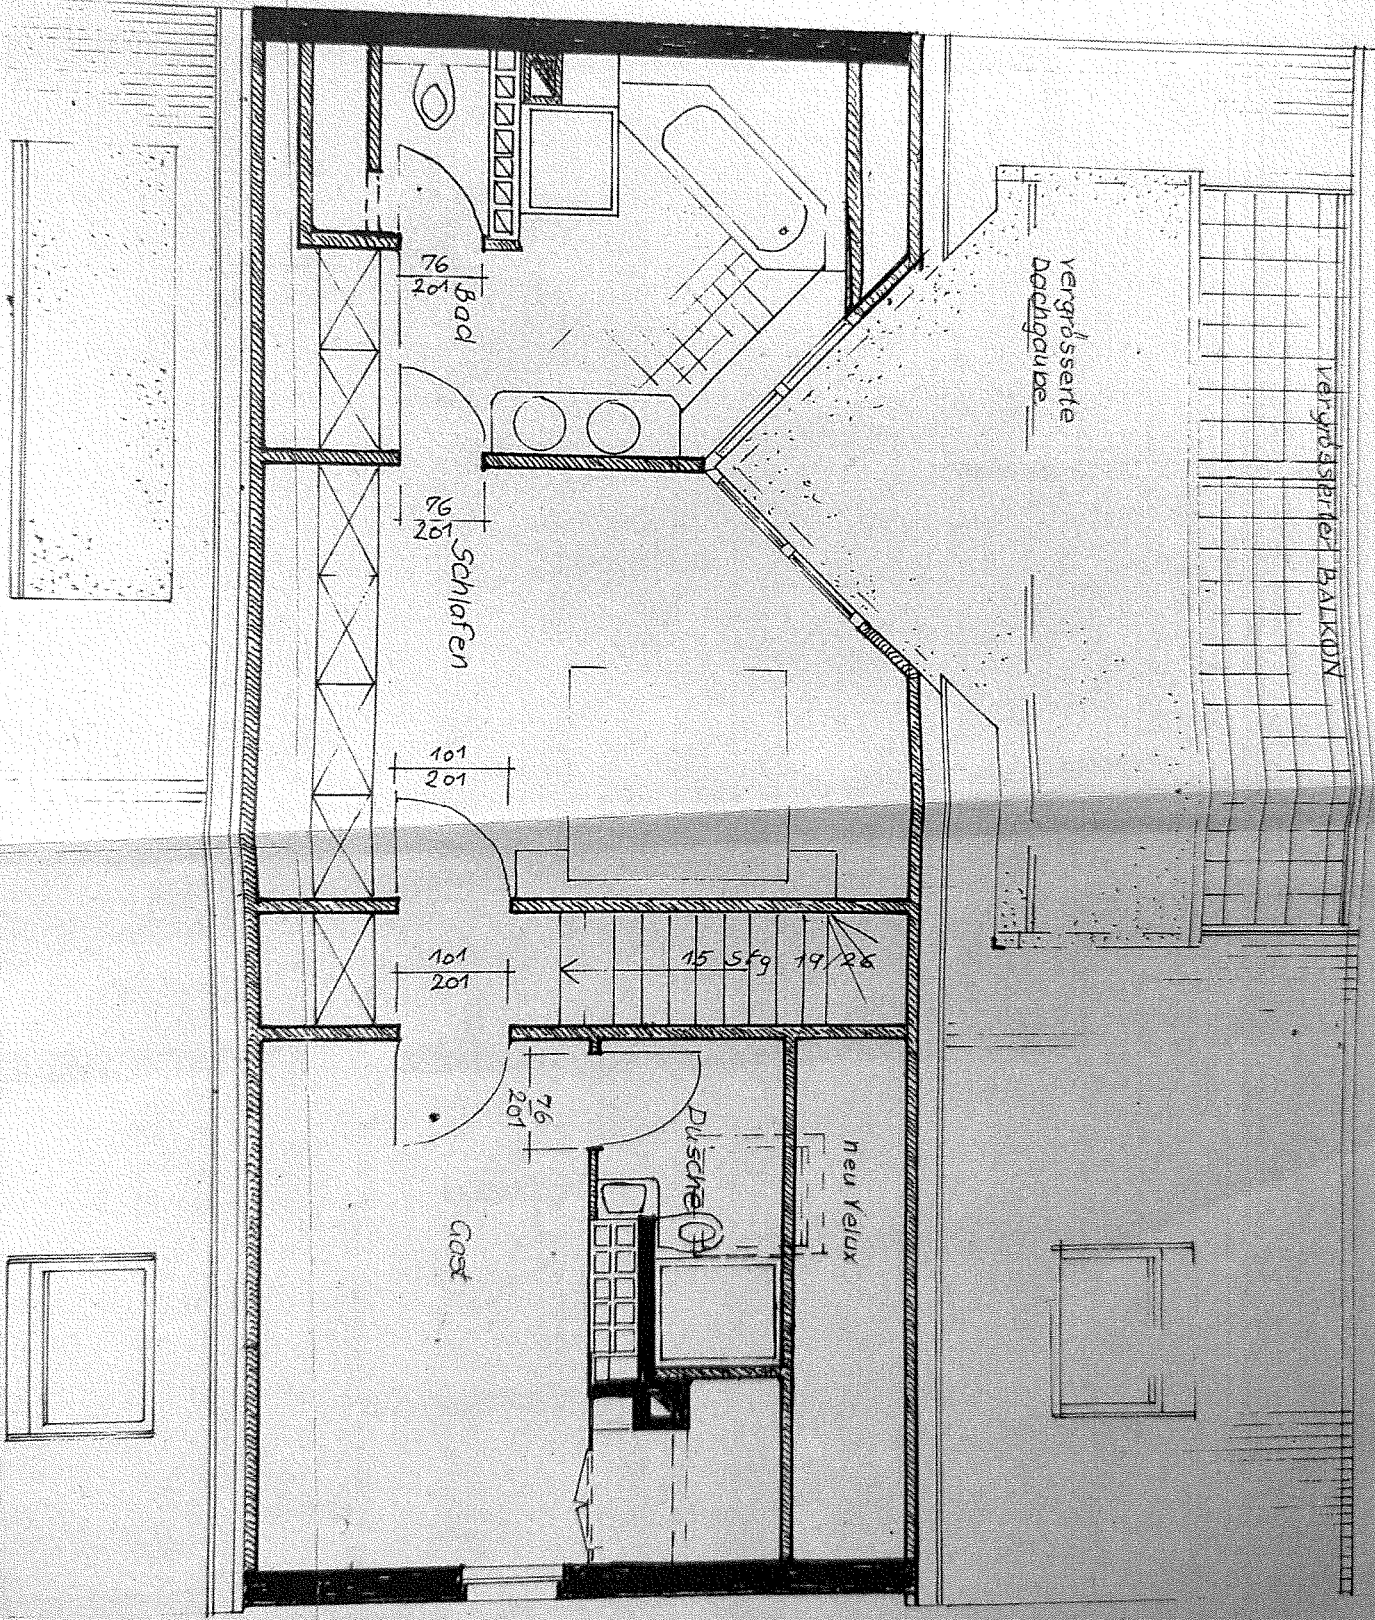 vergrösserter BALKON
vergrösserte
Dachgaube
76
201
Bad
76
201
Schlafen
101
201
101
201
15 Stg 19/26
76
201
Dusche
neu Velux
Gast